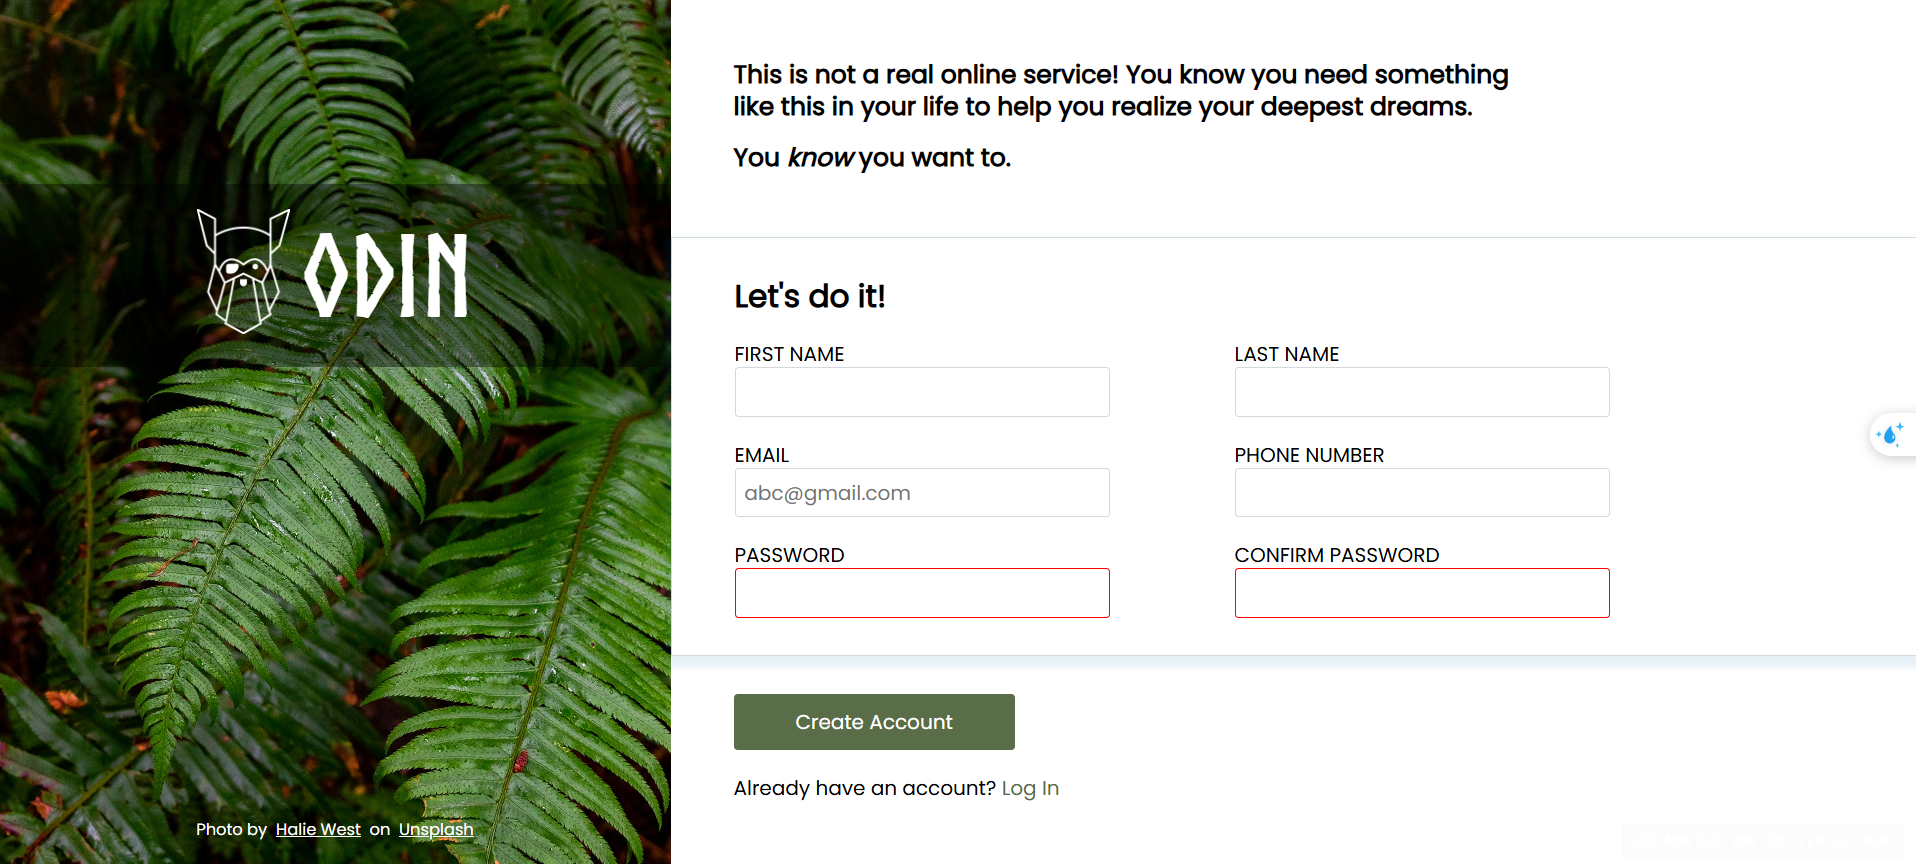 ODIN
Photo by Halie West on Unsplash
This is not a real online service! You know you need something
like this in your life to help you realize your deepest dreams.
You know you want to.
Let's do it!
FIRST NAME
LAST NAME
EMAIL
PHONE NUMBER
abc@gmail.com
PASSWORD
CONFIRM PASSWORD
Create Account
Already have an account? Log In